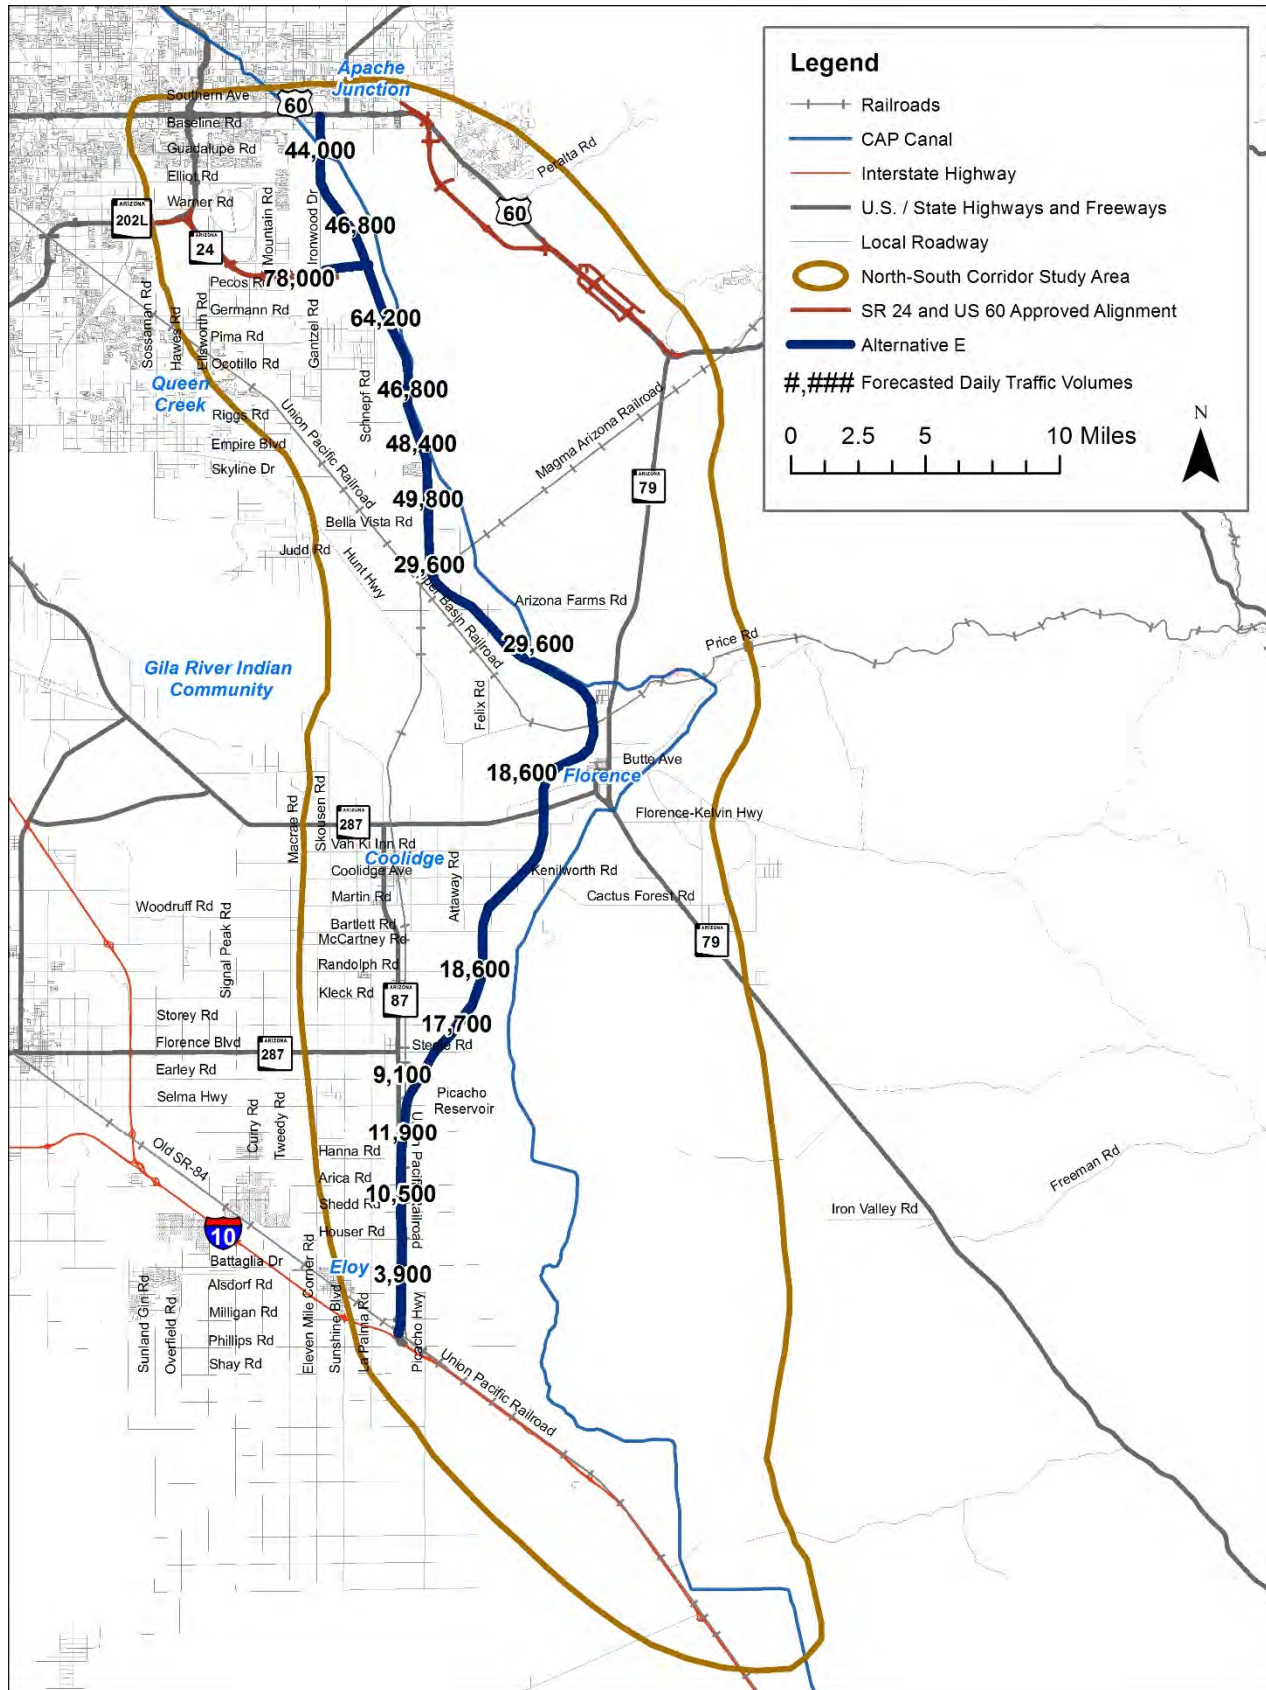 Legend
Railroads
CAP Canal
Interstate Highway
U.S. / State Highways and Freeways
Local Roadway
North-South Corridor Study Area
SR 24 and US 60 Approved Alignment
Alternative E
#,### Forecasted Daily Traffic Volumes
N
0 2.5 5 10 Miles
Apache
Junction
Southern Ave
60
Baseline Rd
Guadalupe Rd
44,000
Elliot Rd
Peralta Rd
Warner Rd
ARIZONA
202L
Mountain Rd
Ironwood Dr
60
46,800
ARIZONA
24
Pecos R
78,000
Sossaman Rd
Hawes Rd
Ellsworth Rd
Germann Rd
Gantzel Rd
64,200
Pima Rd
Ocotillo Rd
Queen
Creek
46,800
Schnepf Rd
Riggs Rd
Union Pacific Railroad
Magma Arizona Railroad
Empire Blvd
48,400
Skyline Dr
ARIZONA
79
49,800
Bella Vista Rd
Judd Rd
Hunt Hwy
29,600
per Basin Railroad
Arizona Farms Rd
29,600
Price Rd
Gila River Indian
Community
Felix Rd
Butte Ave
18,600
Florence
Macrae Rd
Skousen Rd
ARIZONA
287
Florence-Kelvin Hwy
Van Ki Inn Rd
Coolidge
Coolidge Ave
Attaway Rd
Kenilworth Rd
Martin Rd
Cactus Forest Rd
Woodruff Rd
Signal Peak Rd
Bartlett Rd
McCartney Rd
ARIZONA
79
Randolph Rd
18,600
Kleck Rd
ARIZONA
87
Storey Rd
17,700
Florence Blvd
ARIZONA
287
Earley Rd
9,100
Selma Hwy
Picacho
Reservoir
Curry Rd
Tweedy Rd
11,900
Old SR-84
Hanna Rd
Arica Rd
10,500
Shedd Rd
Freeman Rd
Iron Valley Rd
10
Houser Rd
Battaglia Dr
Eloy
3,900
Alsdorf Rd
Milligan Rd
Phillips Rd
Shay Rd
Sunland Gin Rd
Overfield Rd
Eleven Mile Corner Rd
Sunshine Blvd
La Palma Rd
Picacho Hwy
Union Pacific Railroad